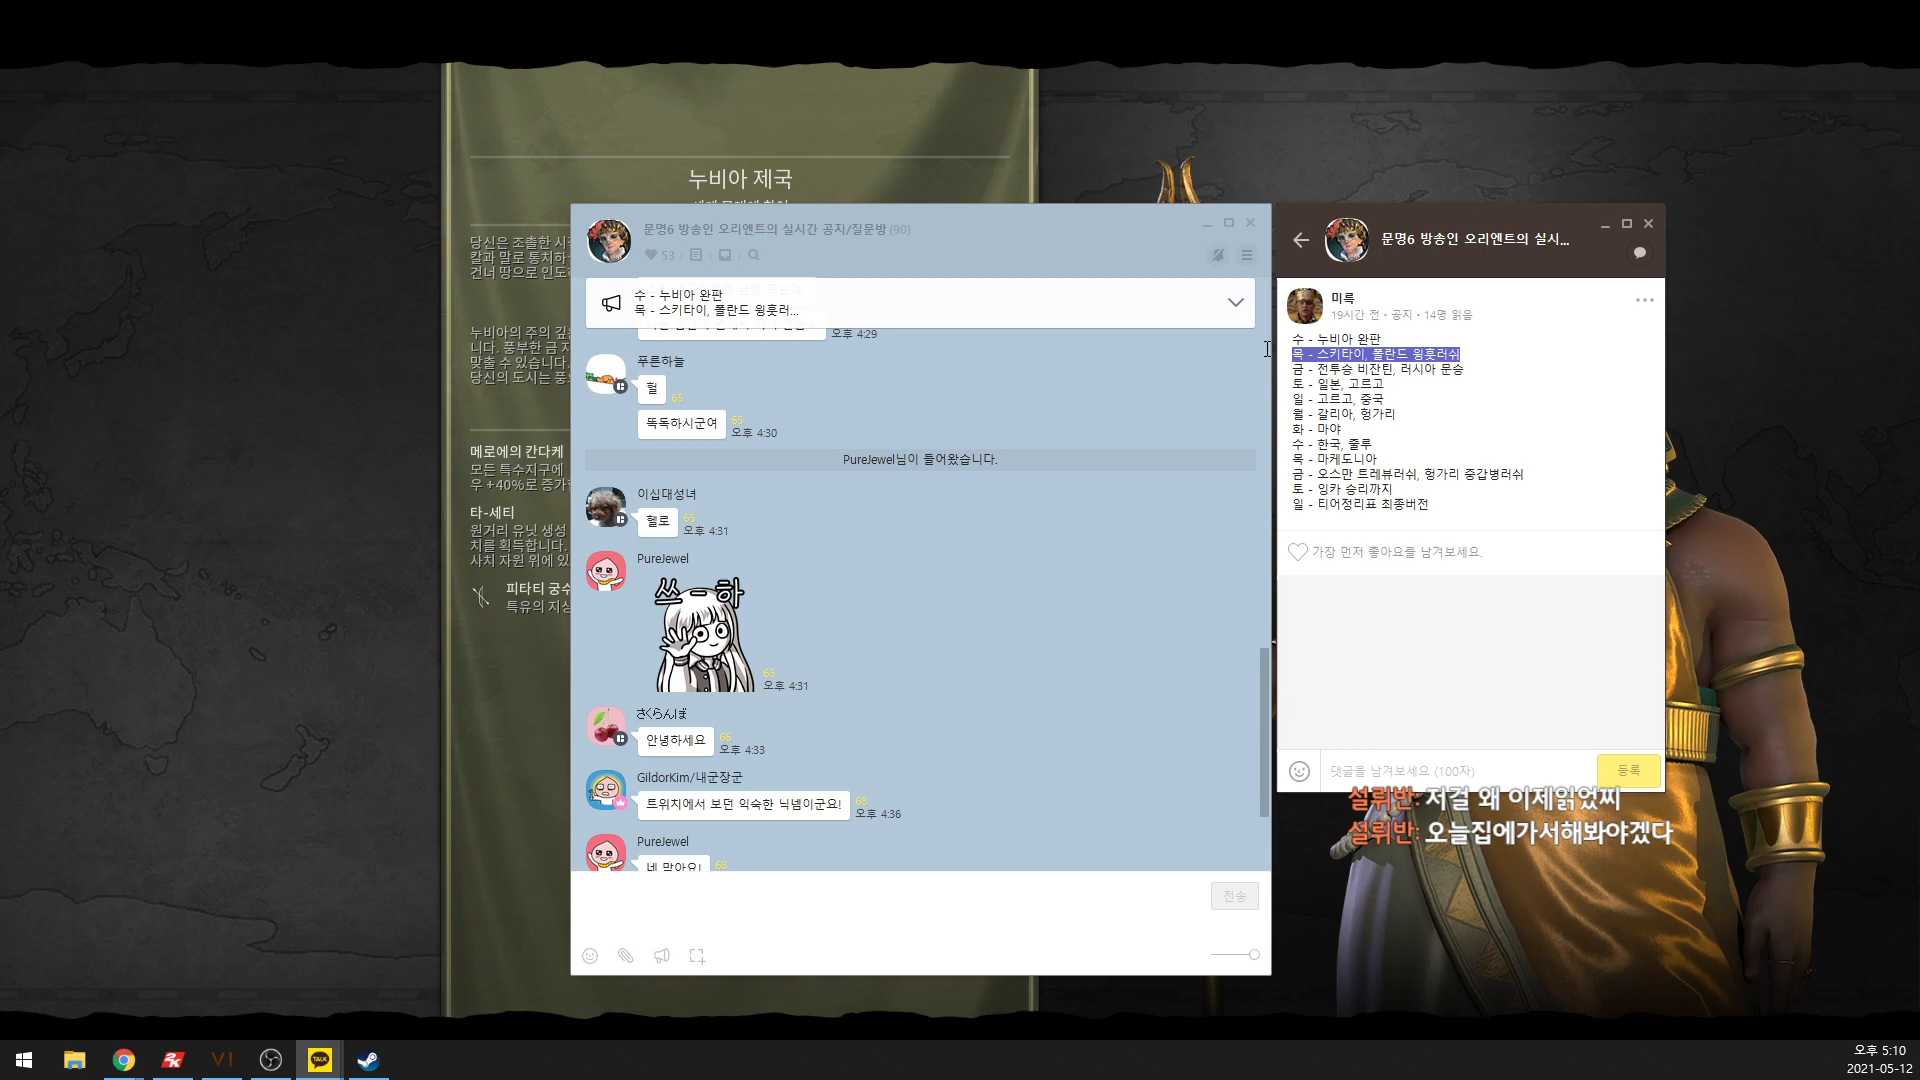 누비아 제국
당신은 조촐한 시
칼과 말로 통치하
건너 땅으로 인도
누비아의 주의 깊은
니다. 풍부한 금 지
맞출 수 있습니다.
당신의 도시는 풍
메로에의 칸다케
모든 특수지구에
우 +40%로 증가
타-세티
원거리 유닛 생성
치를 획득합니다.
사치 자원 위에 있
피타티 궁수
특유의 지상
문명6 방송인 오리엔트의 실시간 공지/질문방 (90)
53
수 - 누비아 완판
목 - 스키타이, 폴란드 윙훗러...
오후 4:29
푸른하늘
헐
65
똑독하시군여
65
오후 4:30
PureJewel님이 들어왔습니다.
이십대성녀
헬로
65
오후 4:31
PureJewel
쓰-하
65
오후 4:31
さくらんぼ
안녕하세요
66
오후 4:33
GildorKim/내군장군
트위치에서 보던 익숙한 닉넴이군요!
68
오후 4:36
PureJewel
네 맞아요!
68
전송
문명6 방송인 오리엔트의 실시...
미륵
19시간 전 • 공지 • 14명 읽음
수 - 누비아 완판
목 - 스키타이, 폴란드 윙훗러쉬
금 - 전투승 비잔틴, 러시아 문승
토 - 일본, 고르고
일 - 고르고, 중국
월 - 갈리아, 헝가리
화 - 마야
수 - 한국, 줄루
목 - 마케도니아
금 - 오스만 트레뷰러쉬, 헝가리 중갑병러쉬
토 - 잉카 승리까지
일 - 티어정리표 최종버전
가장 먼저 좋아요를 남겨보세요.
댓글을 남겨보세요 (100자)
등록
설뤼반: 저걸 왜 이제읽었찌
설뤼반: 오늘집에가서해봐야겠다
2K
VI
TALK
오후 5:10
2021-05-12